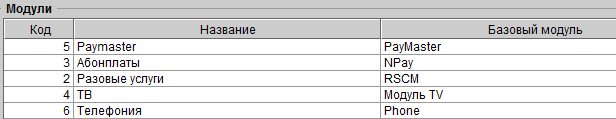 Модули
Код Название Базовый модуль
5 Paymaster PayMaster
3 Абонплаты NPay
2 Разовые услуги RSCM
4 ТВ Модуль TV
6 Телефония Phone